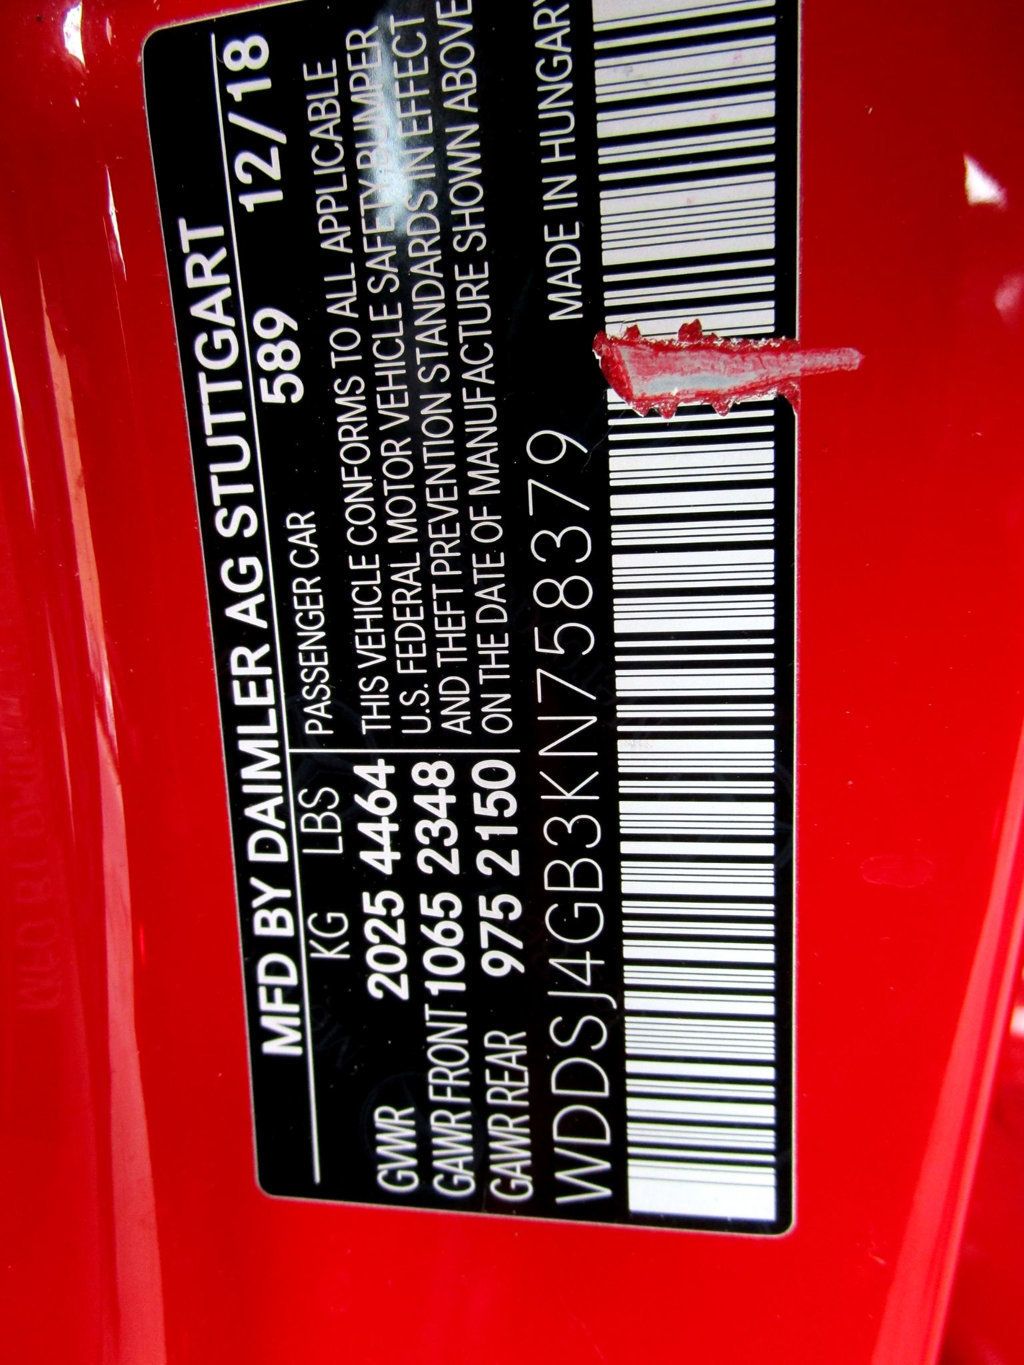 MFD BY DAIMLER AG STUTTGART
KG LBS PASSENGER CAR 589 12/18
GVWR 2025 4464 THIS VEHICLE CONFORMS TO ALL APPLICABLE
GAWR FRONT 1065 2348 U.S. FEDERAL MOTOR VEHICLE SAFETY, BUMPER
GAWR REAR 975 2150 AND THEFT PREVENTION STANDARDS IN EFFECT
ON THE DATE OF MANUFACTURE SHOWN ABOVE
WDDSJ4GB3KN758379 MADE IN HUNGARY